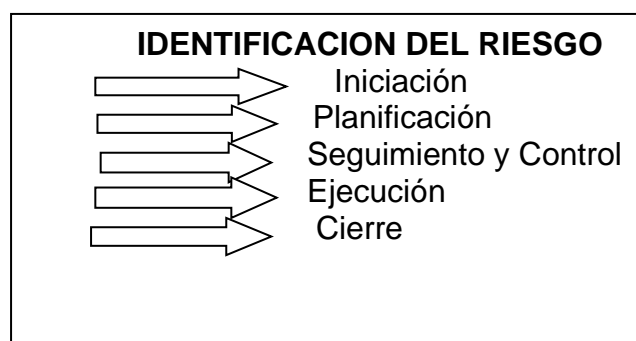 IDENTIFICACION DEL RIESGO
Iniciación
Planificación
Seguimiento y Control
Ejecución
Cierre